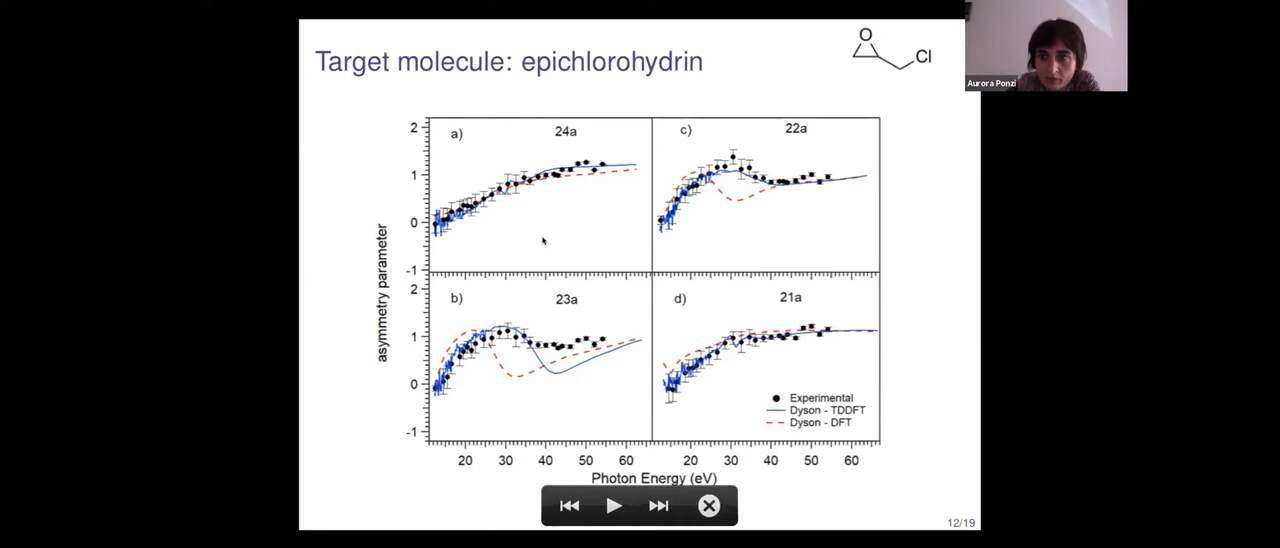 Target molecule: epichlorohydrin
O
Cl
Aurora Ponzi
asymmetry parameter
a)
24a
2
1
0
-1
c)
22a
b)
23a
2
1
0
-1
d)
21a
Experimental
Dyson - TDDFT
Dyson - DFT
20 30 40 50 60
20 30 40 50 60
Photon Energy (eV)
12/19